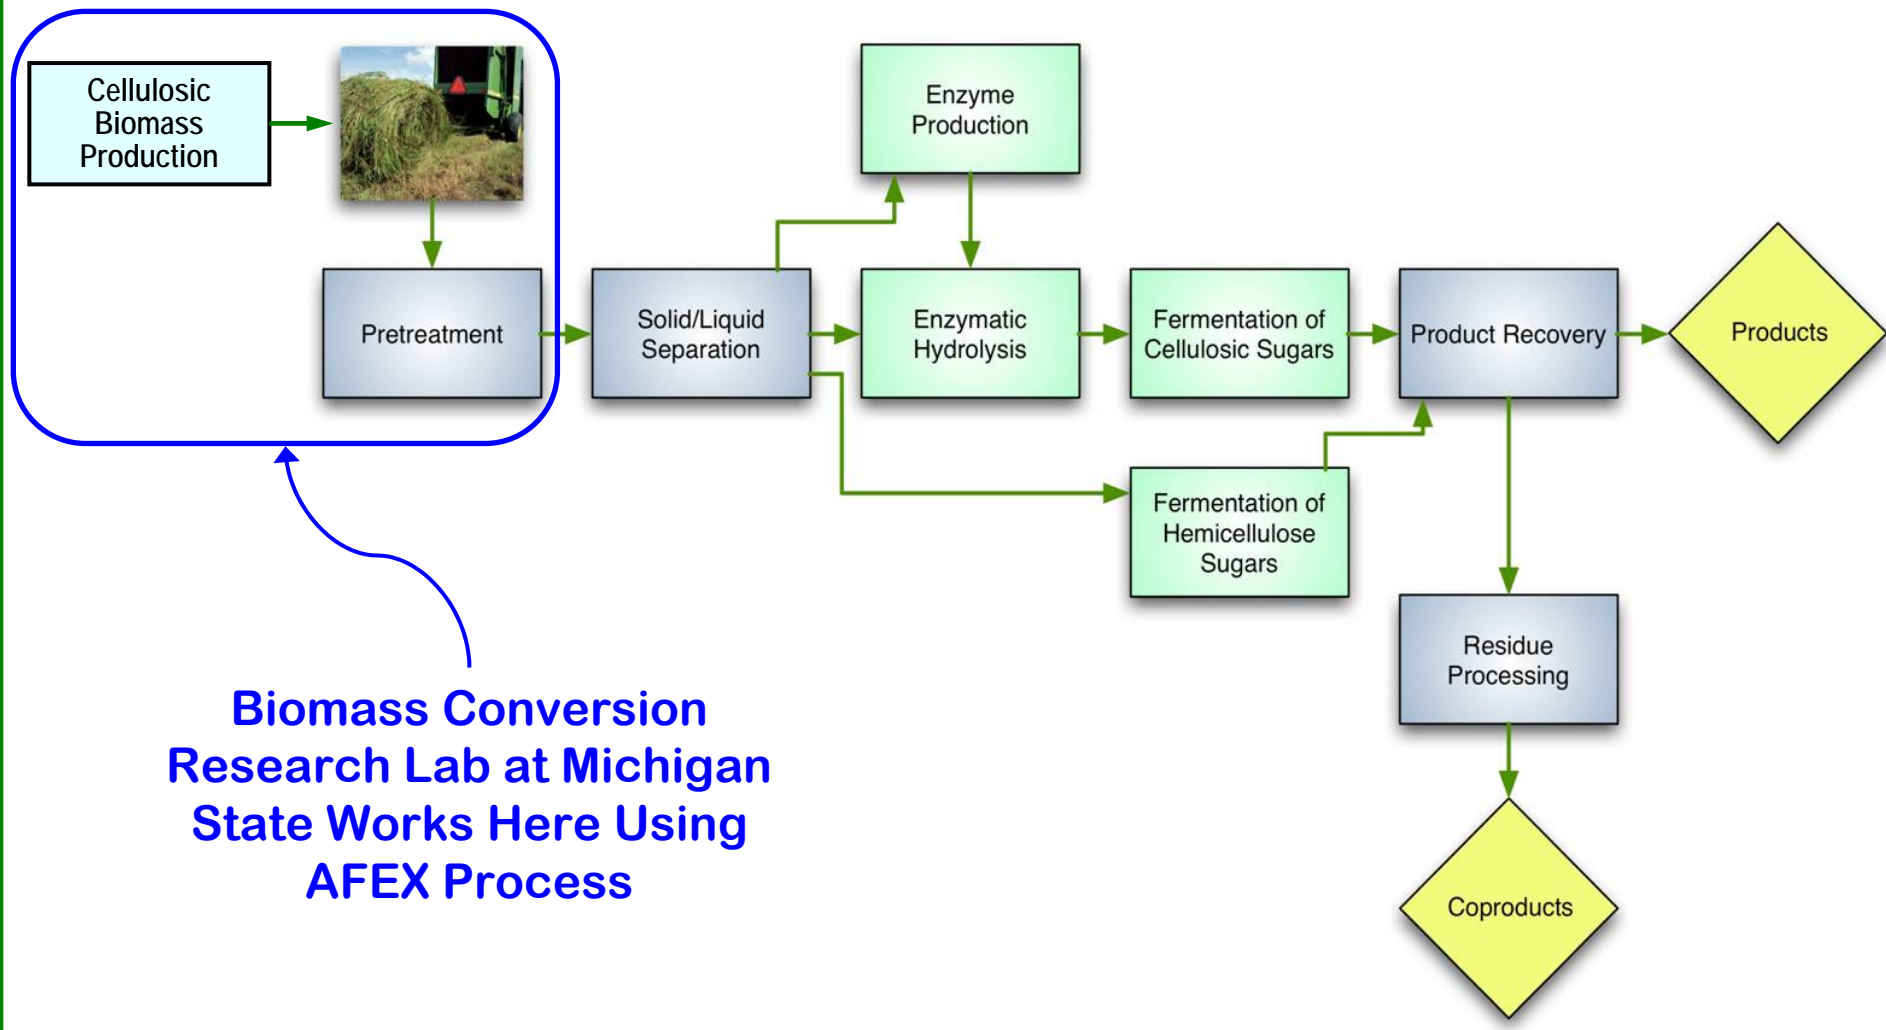 Cellulosic
Biomass
Production
Enzyme
Production
Pretreatment
Solid/Liquid
Separation
Enzymatic
Hydrolysis
Fermentation of
Cellulosic Sugars
Product Recovery
Products
Fermentation of
Hemicellulose
Sugars
Residue
Processing
Coproducts
Biomass Conversion
Research Lab at Michigan
State Works Here Using
AFEX Process